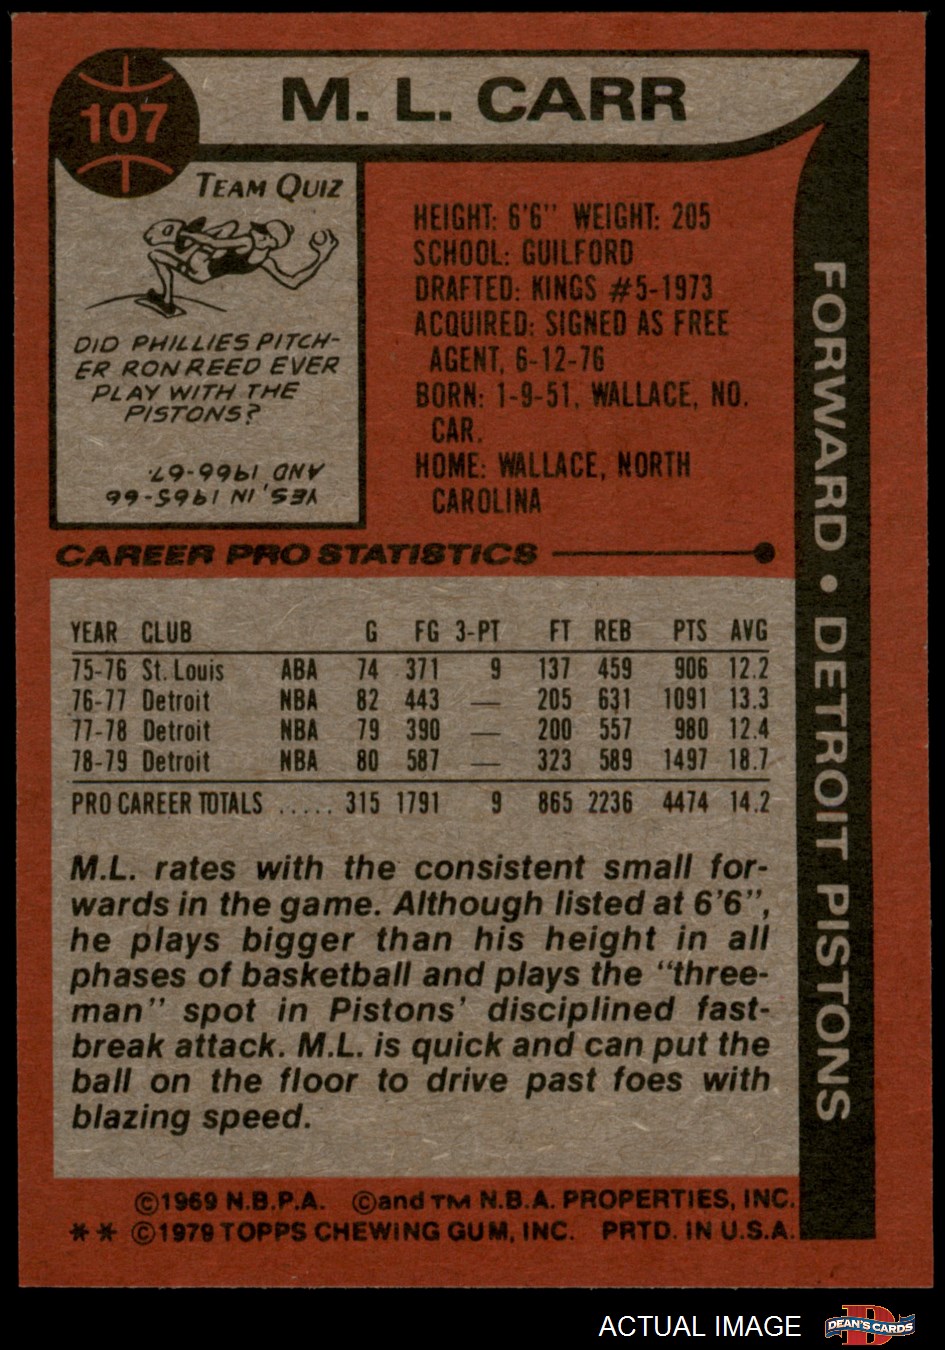 107
M. L. CARR
TEAM QUIZ
DID PHILLIES PITCH-
ER RON REED EVER
PLAY WITH THE
PISTONS?
YES, IN 1965-66
AND 1966-67.
HEIGHT: 6'6" WEIGHT: 205
SCHOOL: GUILFORD
DRAFTED: KINGS #5-1973
ACQUIRED: SIGNED AS FREE
AGENT, 6-12-76
BORN: 1-9-51, WALLACE, NO.
CAR.
HOME: WALLACE, NORTH
CAROLINA
FORWARD • DETROIT PISTONS
CAREER PRO STATISTICS
YEAR CLUB G FG 3-PT FT REB PTS AVG
75-76 St. Louis ABA 74 371 9 137 459 906 12.2
76-77 Detroit NBA 82 443 — 205 631 1091 13.3
77-78 Detroit NBA 79 390 — 200 557 980 12.4
78-79 Detroit NBA 80 587 — 323 589 1497 18.7
PRO CAREER TOTALS ..... 315 1791 9 865 2236 4474 14.2
M.L. rates with the consistent small for-
wards in the game. Although listed at 6'6",
he plays bigger than his height in all
phases of basketball and plays the "three-
man" spot in Pistons' disciplined fast-
break attack. M.L. is quick and can put the
ball on the floor to drive past foes with
blazing speed.
©1969 N.B.P.A. ©and TM N.B.A. PROPERTIES, INC.
** ©1979 TOPPS CHEWING GUM, INC. PRTD. IN U.S.A.
ACTUAL IMAGE
D
DEAN'S CARDS